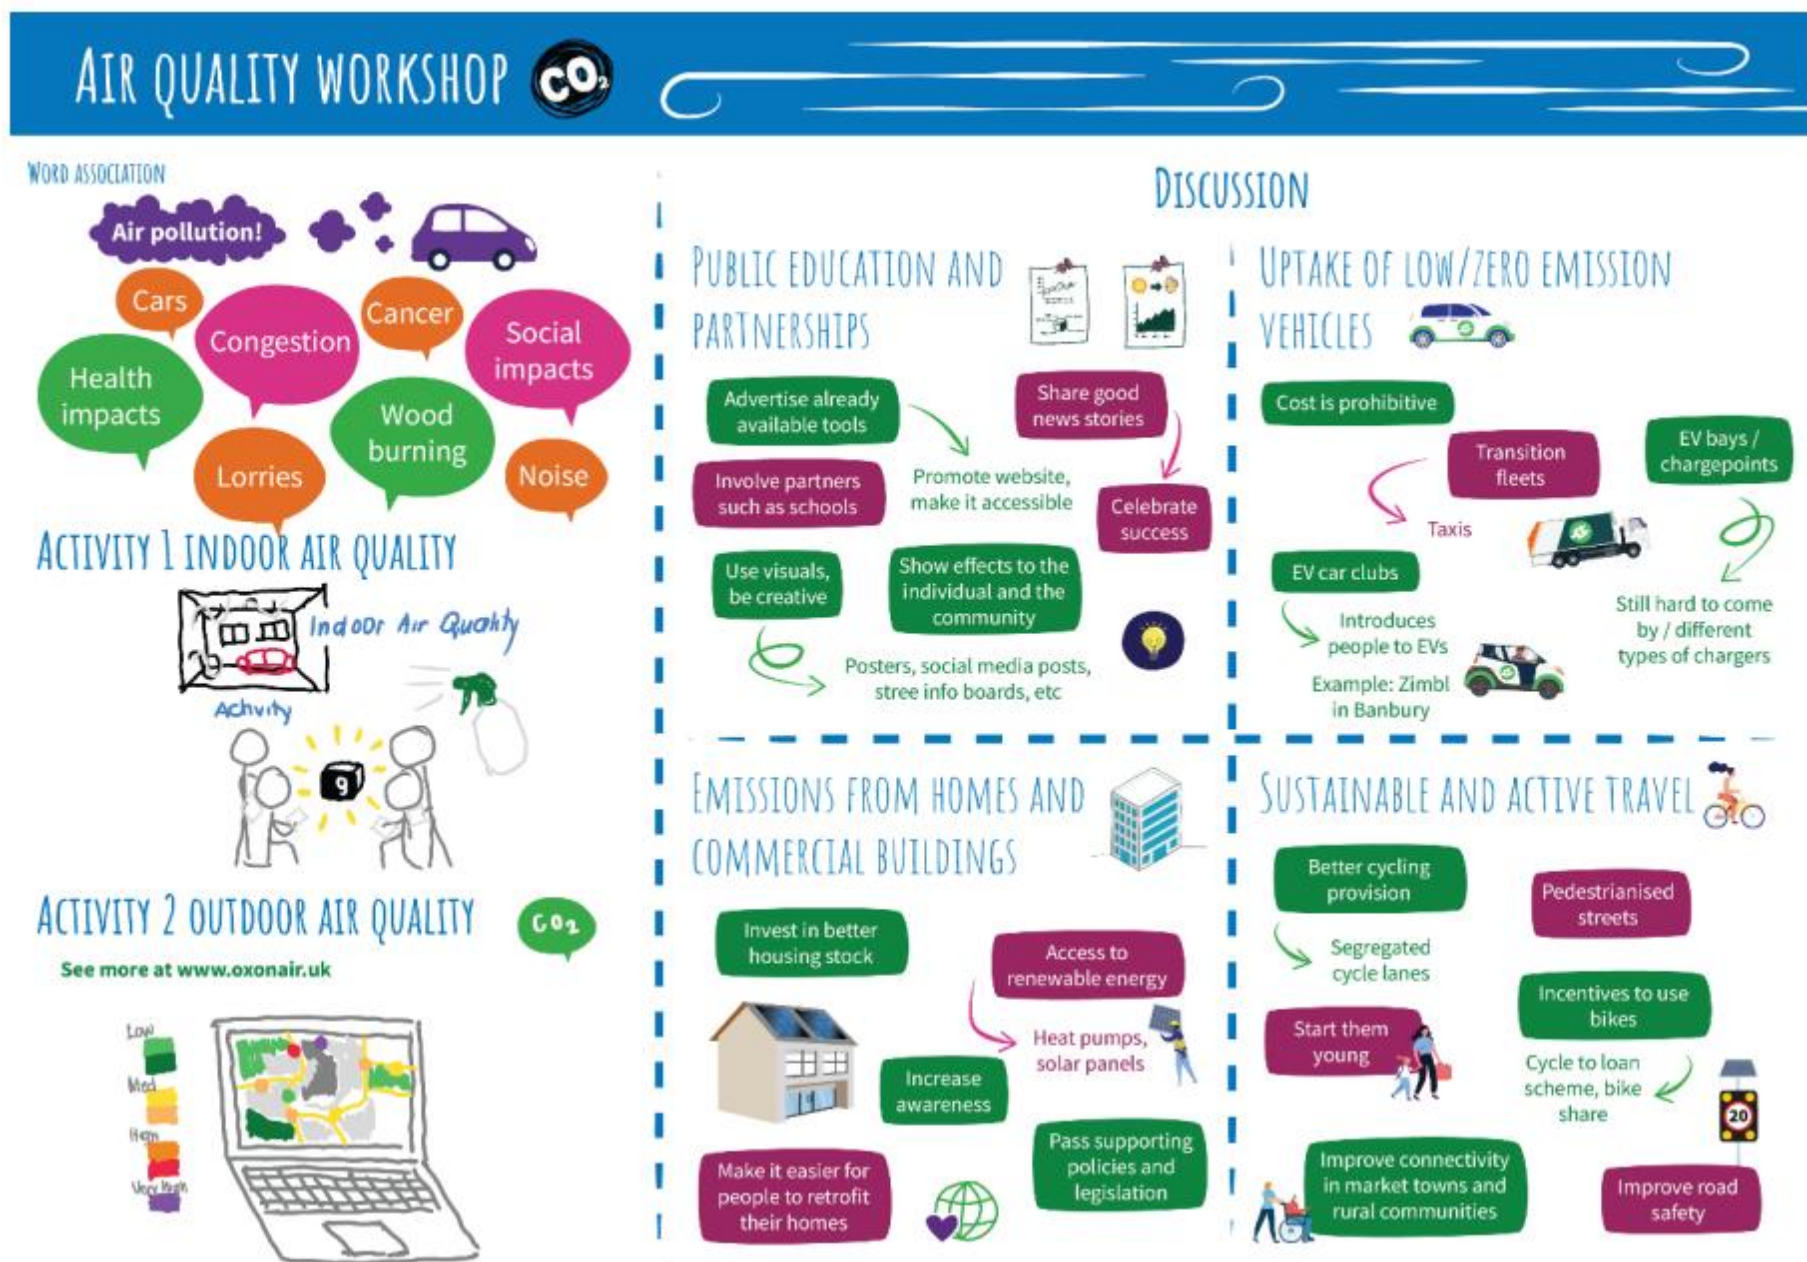 AIR QUALITY WORKSHOP
CO2
WORD ASSOCIATION
Air pollution!
Cars
Congestion
Cancer
Social
impacts
Health
impacts
Wood
burning
Lorries
Noise
ACTIVITY 1 INDOOR AIR QUALITY
Indoor Air Quality
Activity
9
ACTIVITY 2 OUTDOOR AIR QUALITY
CO2
See more at www.oxonair.uk
Low
Med
High
Very high
DISCUSSION
PUBLIC EDUCATION AND
PARTNERSHIPS
Advertise already
available tools
Share good
news stories
Involve partners
such as schools
Promote website,
make it accessible
Celebrate
success
Use visuals,
be creative
Show effects to the
individual and the
community
Posters, social media posts,
stree info boards, etc
UPTAKE OF LOW/ZERO EMISSION
VEHICLES
Cost is prohibitive
Transition
fleets
EV bays /
chargepoints
Taxis
EV car clubs
Introduces
people to EVs
Example: Zimbl
in Banbury
Still hard to come
by / different
types of chargers
EMISSIONS FROM HOMES AND
COMMERCIAL BUILDINGS
Invest in better
housing stock
Access to
renewable energy
Heat pumps,
solar panels
Increase
awareness
Make it easier for
people to retrofit
their homes
Pass supporting
policies and
legislation
SUSTAINABLE AND ACTIVE TRAVEL
Better cycling
provision
Pedestrianised
streets
Segregated
cycle lanes
Incentives to use
bikes
Start them
young
Cycle to loan
scheme, bike
share
20
Improve connectivity
in market towns and
rural communities
Improve road
safety